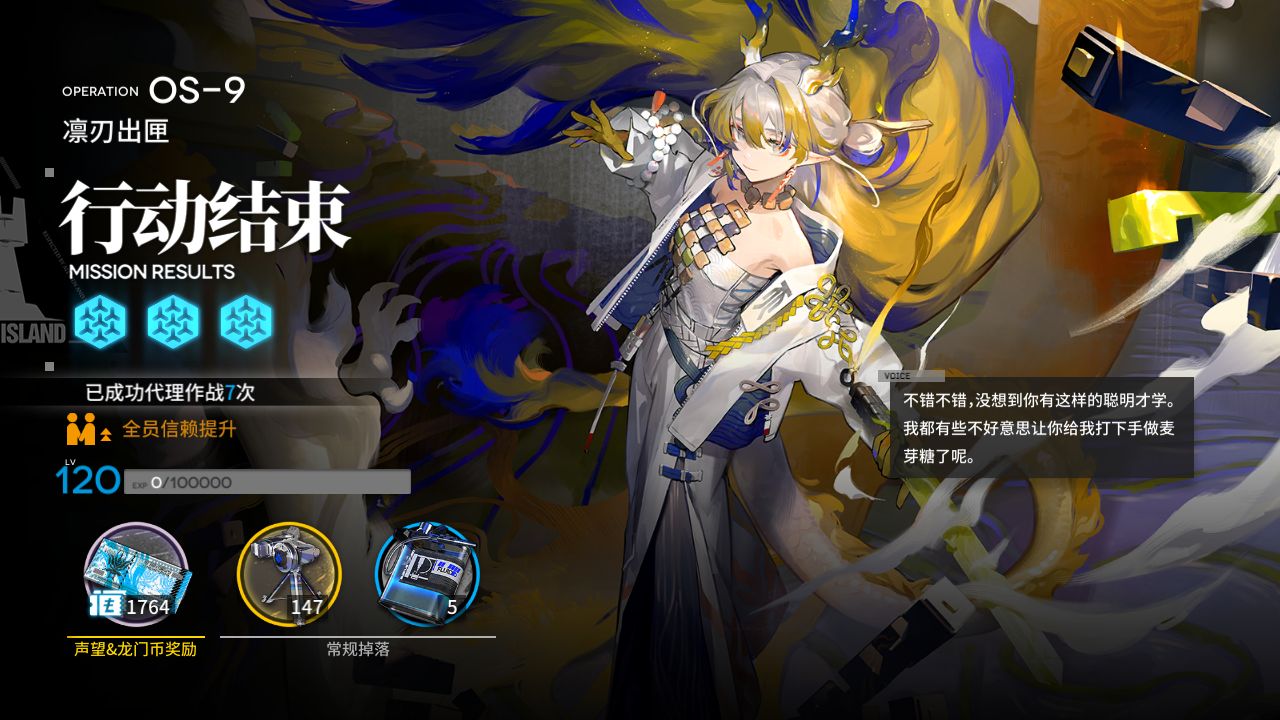 OPERATION OS-9
凛刃出匣
行动结束
MISSION RESULTS
ISLAND
已成功代理作战7次
全员信赖提升
LV
120
EXP 0/100000
1764
147
5
声望&龙门币奖励
常规掉落
VOICE
不错不错,没想到你有这样的聪明才学。
我都有些不好意思让你给我打下手做麦
芽糖了呢。